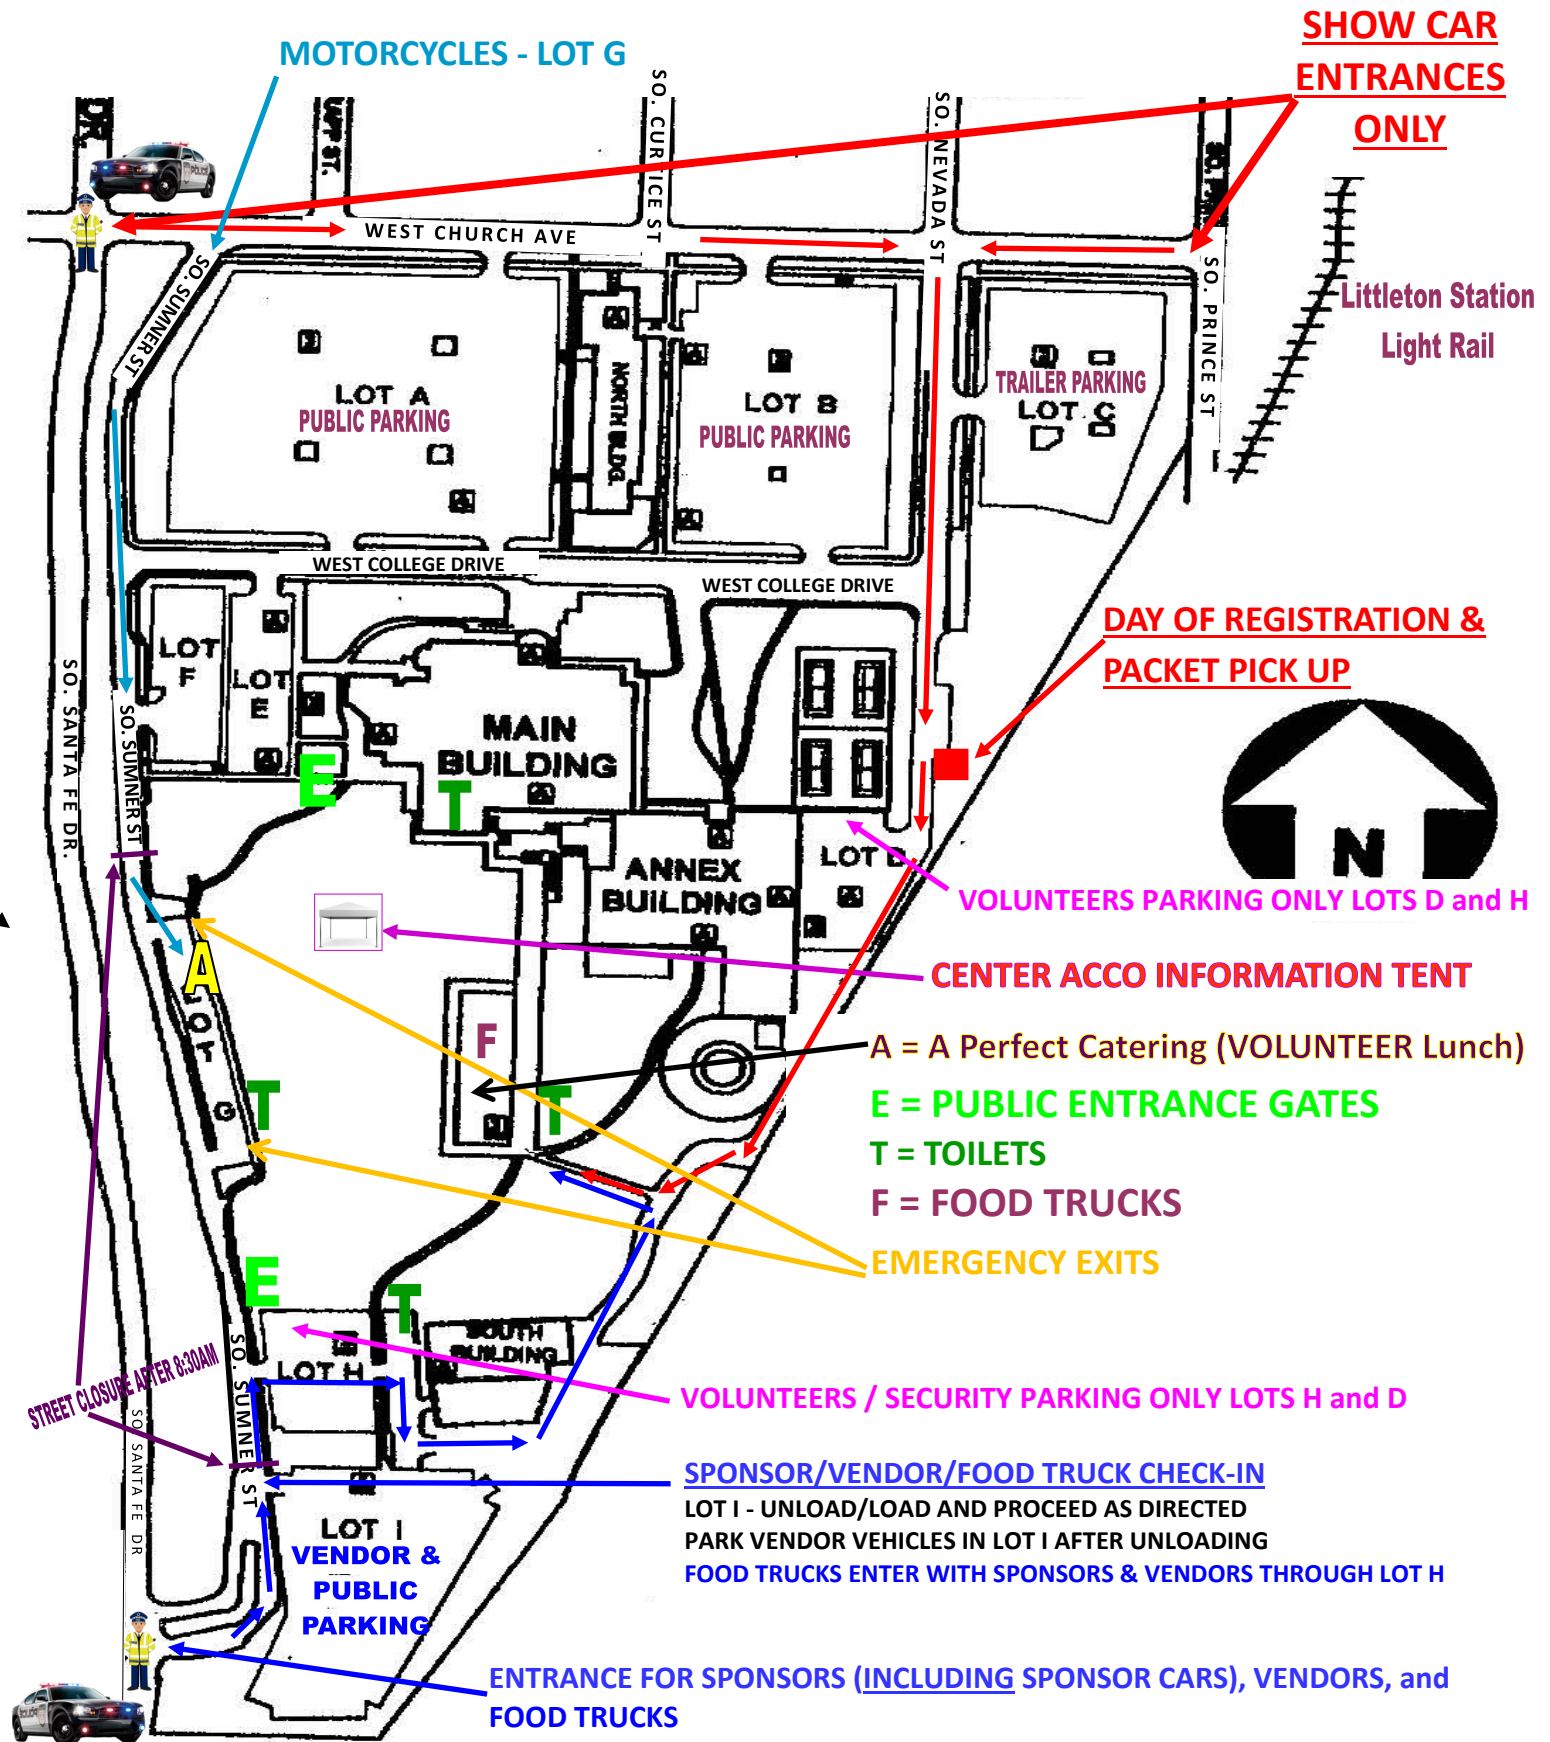 SHOW CAR
ENTRANCES
ONLY
MOTORCYCLES - LOT G
DR.
SO. CURTICE ST
SO. NEVADA ST
WEST CHURCH AVE
SO. SUMNER ST
SO. PRINCE ST
Littleton Station
Light Rail
LOT A
PUBLIC PARKING
NORTH BLDG.
LOT B
PUBLIC PARKING
TRAILER PARKING
LOT C
WEST COLLEGE DRIVE
WEST COLLEGE DRIVE
DAY OF REGISTRATION &
PACKET PICK UP
LOT
F
LOT
E
SO. SANTA FE DR.
SO. SUMNER ST
MAIN
BUILDING
E
T
N
ANNEX
BUILDING
LOT D
VOLUNTEERS PARKING ONLY LOTS D and H
CENTER ACCO INFORMATION TENT
A
LOT
G
T
F
T
A = A Perfect Catering (VOLUNTEER Lunch)
E = PUBLIC ENTRANCE GATES
T = TOILETS
F = FOOD TRUCKS
EMERGENCY EXITS
E
T
SOUTH
BUILDING
LOT H
STREET CLOSURE AFTER 8:30AM
SO. SUMNER ST
SO. SANTA FE DR
VOLUNTEERS / SECURITY PARKING ONLY LOTS H and D
SPONSOR/VENDOR/FOOD TRUCK CHECK-IN
LOT I - UNLOAD/LOAD AND PROCEED AS DIRECTED
PARK VENDOR VEHICLES IN LOT I AFTER UNLOADING
FOOD TRUCKS ENTER WITH SPONSORS & VENDORS THROUGH LOT H
LOT I
VENDOR &
PUBLIC
PARKING
ENTRANCE FOR SPONSORS (INCLUDING SPONSOR CARS), VENDORS, and
FOOD TRUCKS